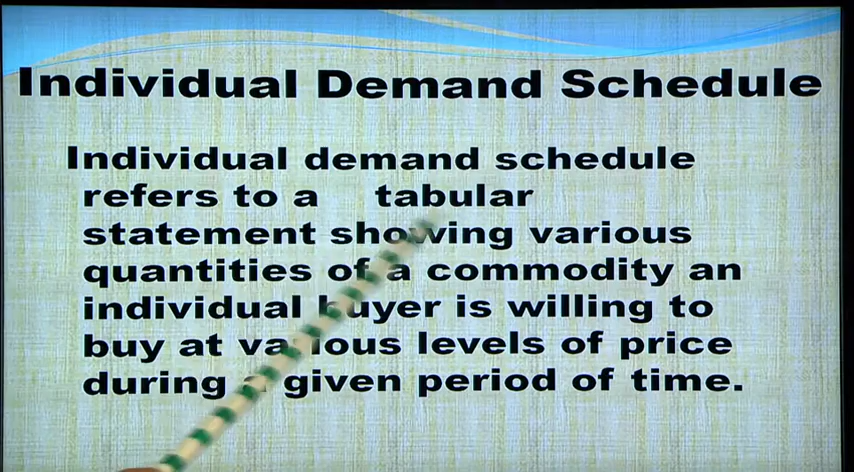 Individual Demand Schedule
Individual demand schedule
refers to a tabular
statement showing various
quantities of a commodity an
individual buyer is willing to
buy at various levels of price
during a given period of time.